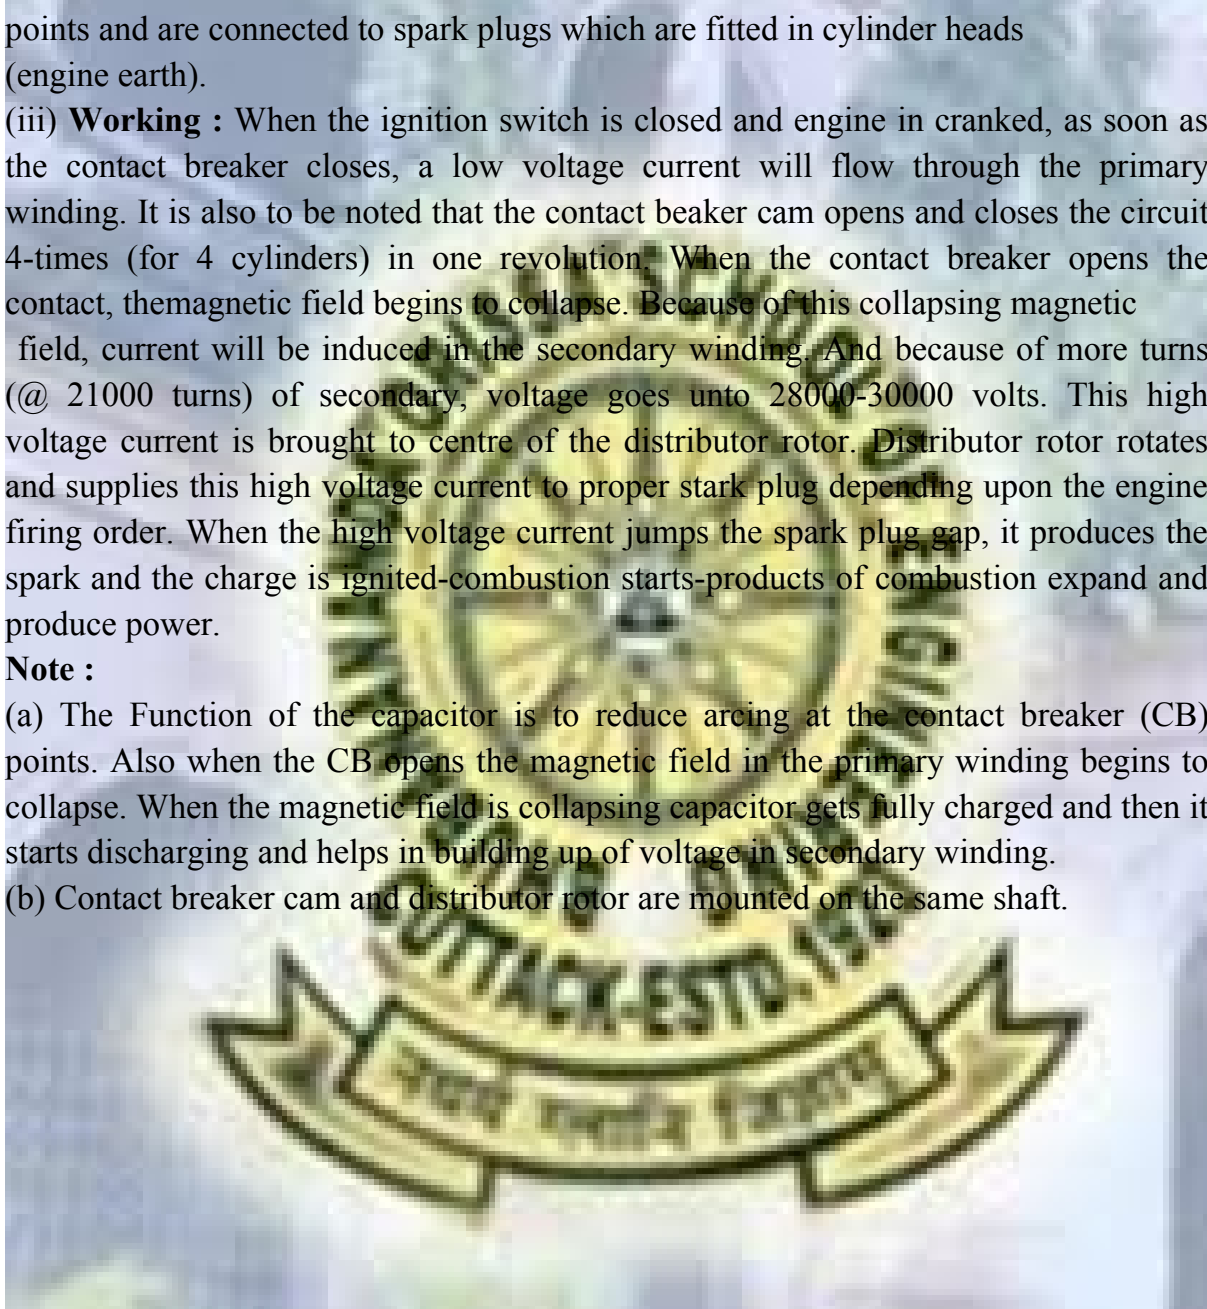 points and are connected to spark plugs which are fitted in cylinder heads
(engine earth).
(iii) Working : When the ignition switch is closed and engine in cranked, as soon as
the contact breaker closes, a low voltage current will flow through the primary
winding. It is also to be noted that the contact beaker cam opens and closes the circuit
4-times (for 4 cylinders) in one revolution. When the contact breaker opens the
contact, themagnetic field begins to collapse. Because of this collapsing magnetic
field, current will be induced in the secondary winding. And because of more turns
(@ 21000 turns) of secondary, voltage goes unto 28000-30000 volts. This high
voltage current is brought to centre of the distributor rotor. Distributor rotor rotates
and supplies this high voltage current to proper stark plug depending upon the engine
firing order. When the high voltage current jumps the spark plug gap, it produces the
spark and the charge is ignited-combustion starts-products of combustion expand and
produce power.
Note :
(a) The Function of the capacitor is to reduce arcing at the contact breaker (CB)
points. Also when the CB opens the magnetic field in the primary winding begins to
collapse. When the magnetic field is collapsing capacitor gets fully charged and then it
starts discharging and helps in building up of voltage in secondary winding.
(b) Contact breaker cam and distributor rotor are mounted on the same shaft.
ORISSA SCHOOL OF ENGINEERING
CUTTACK-ESTD.